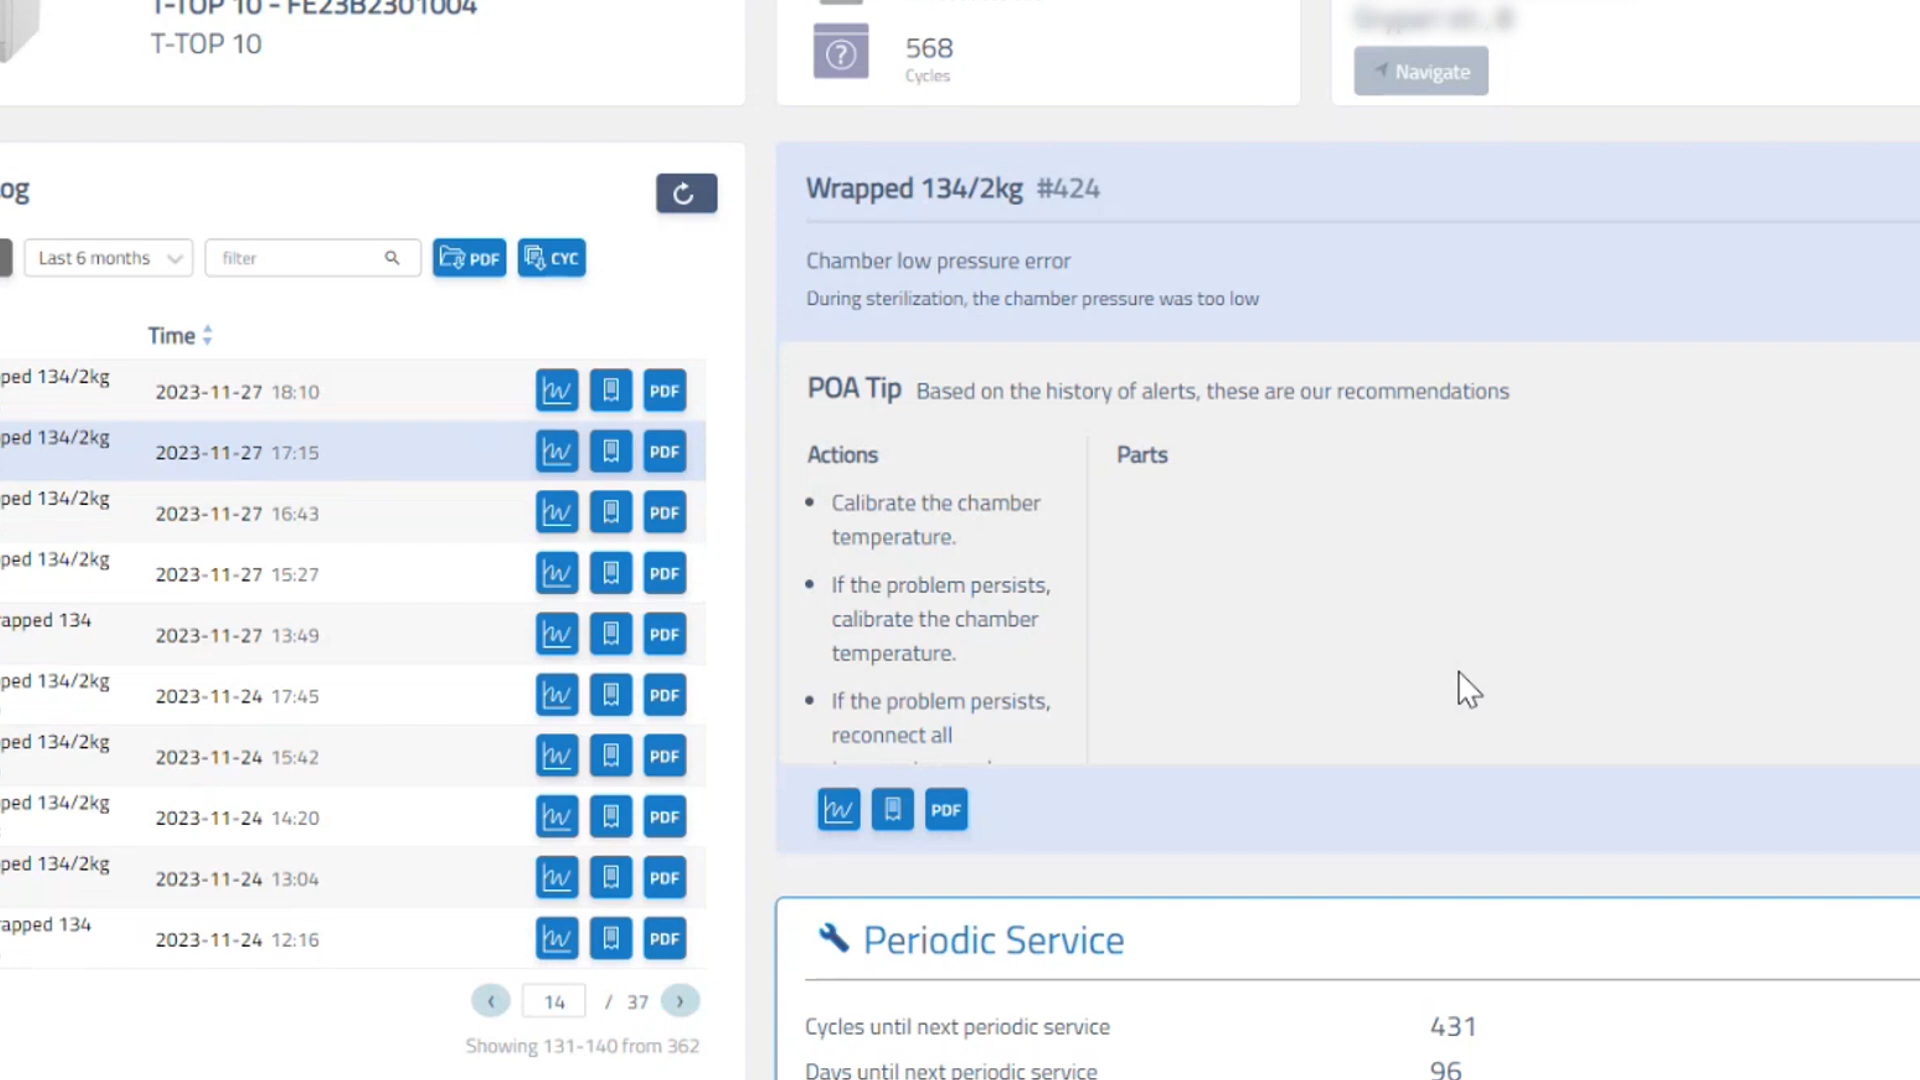 T-TOP 10 - FE23B2301004
T-TOP 10
568
Cycles
Navigate
og
Last 6 months
filter
PDF
CYC
Time
ped 134/2kg
2023-11-27 18:10
PDF
ped 134/2kg
2023-11-27 17:15
PDF
ped 134/2kg
2023-11-27 16:43
PDF
ped 134/2kg
2023-11-27 15:27
PDF
rapped 134
2023-11-27 13:49
PDF
ped 134/2kg
2023-11-24 17:45
PDF
ped 134/2kg
2023-11-24 15:42
PDF
ped 134/2kg
2023-11-24 14:20
PDF
ped 134/2kg
2023-11-24 13:04
PDF
rapped 134
2023-11-24 12:16
PDF
14 / 37
Showing 131-140 from 362
Wrapped 134/2kg #424
Chamber low pressure error
During sterilization, the chamber pressure was too low
POA Tip Based on the history of alerts, these are our recommendations
Actions
Parts
• Calibrate the chamber
temperature.
• If the problem persists,
calibrate the chamber
temperature.
• If the problem persists,
reconnect all
PDF
Periodic Service
Cycles until next periodic service 431
Days until next periodic service 96